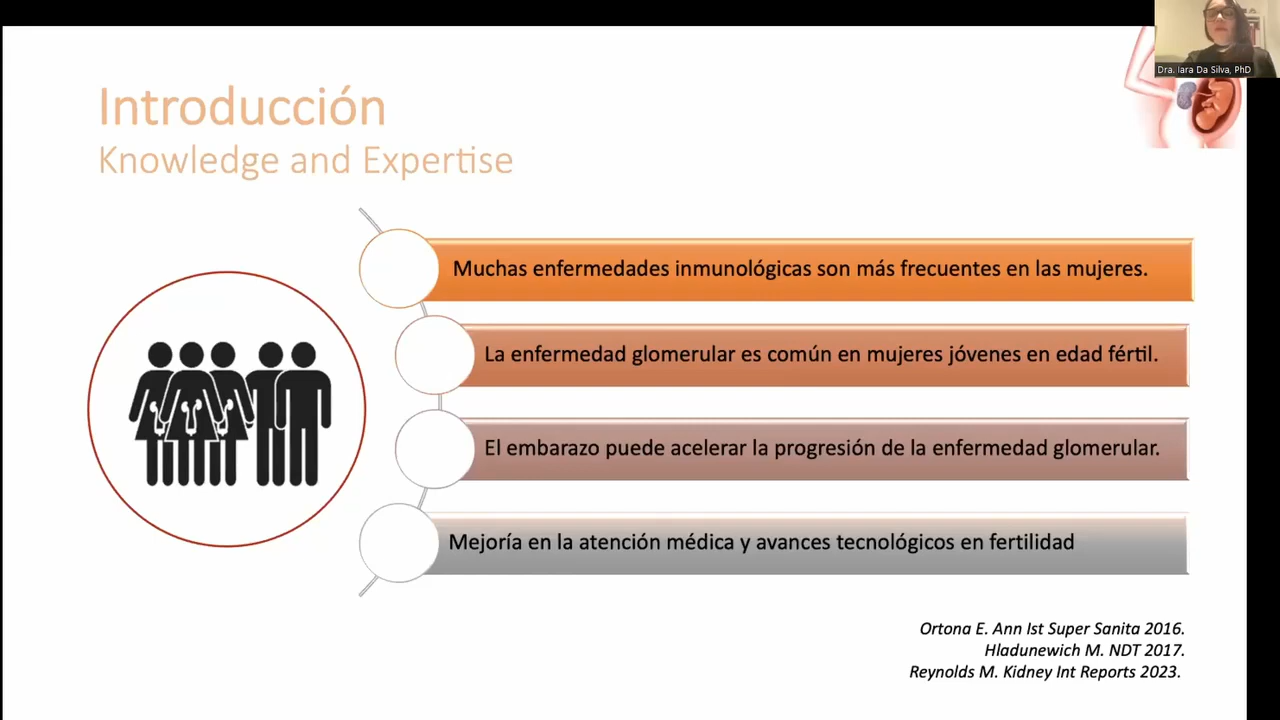 Dra. Iara Da Silva, PhD
Introducción
Knowledge and Expertise
Muchas enfermedades inmunológicas son más frecuentes en las mujeres.
La enfermedad glomerular es común en mujeres jóvenes en edad fértil.
El embarazo puede acelerar la progresión de la enfermedad glomerular.
Mejoría en la atención médica y avances tecnológicos en fertilidad
Ortona E. Ann Ist Super Sanita 2016.
Hladunewich M. NDT 2017.
Reynolds M. Kidney Int Reports 2023.